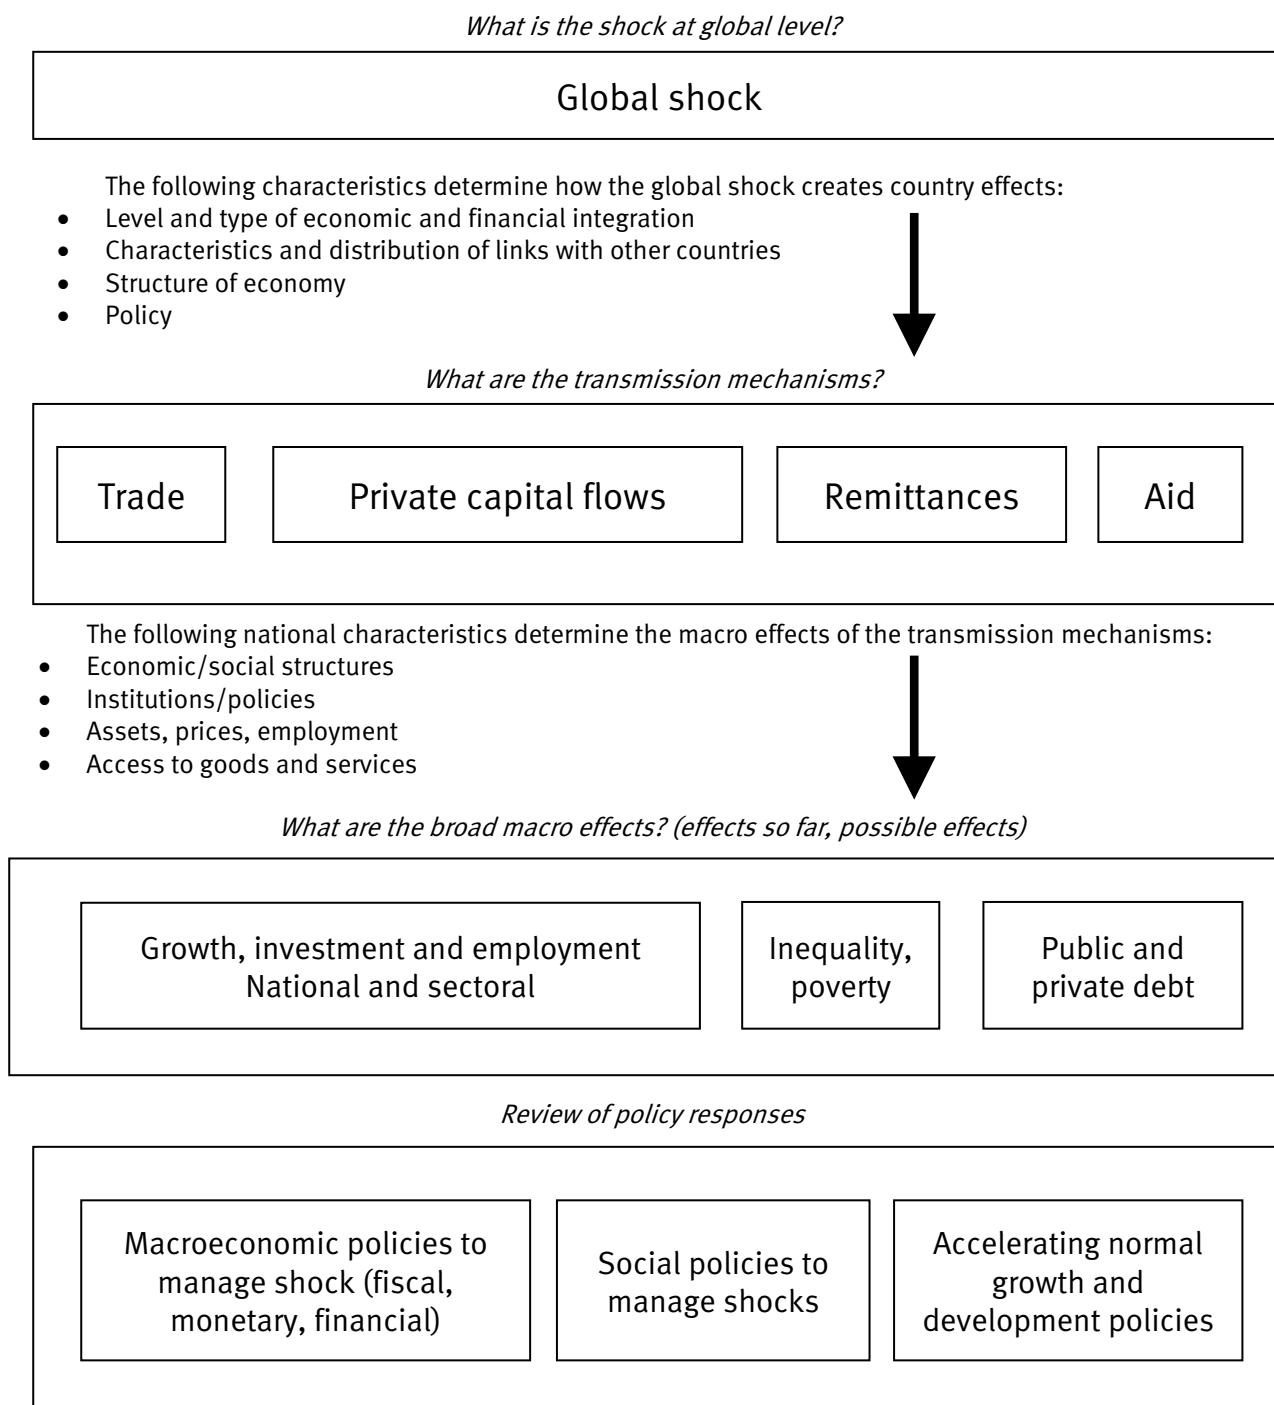 What is the shock at global level?
Global shock
The following characteristics determine how the global shock creates country effects:
• Level and type of economic and financial integration
• Characteristics and distribution of links with other countries
• Structure of economy
• Policy
What are the transmission mechanisms?
Trade
Private capital flows
Remittances
Aid
The following national characteristics determine the macro effects of the transmission mechanisms:
• Economic/social structures
• Institutions/policies
• Assets, prices, employment
• Access to goods and services
What are the broad macro effects? (effects so far, possible effects)
Growth, investment and employment
National and sectoral
Inequality,
poverty
Public and
private debt
Review of policy responses
Macroeconomic policies to
manage shock (fiscal,
monetary, financial)
Social policies to
manage shocks
Accelerating normal
growth and
development policies